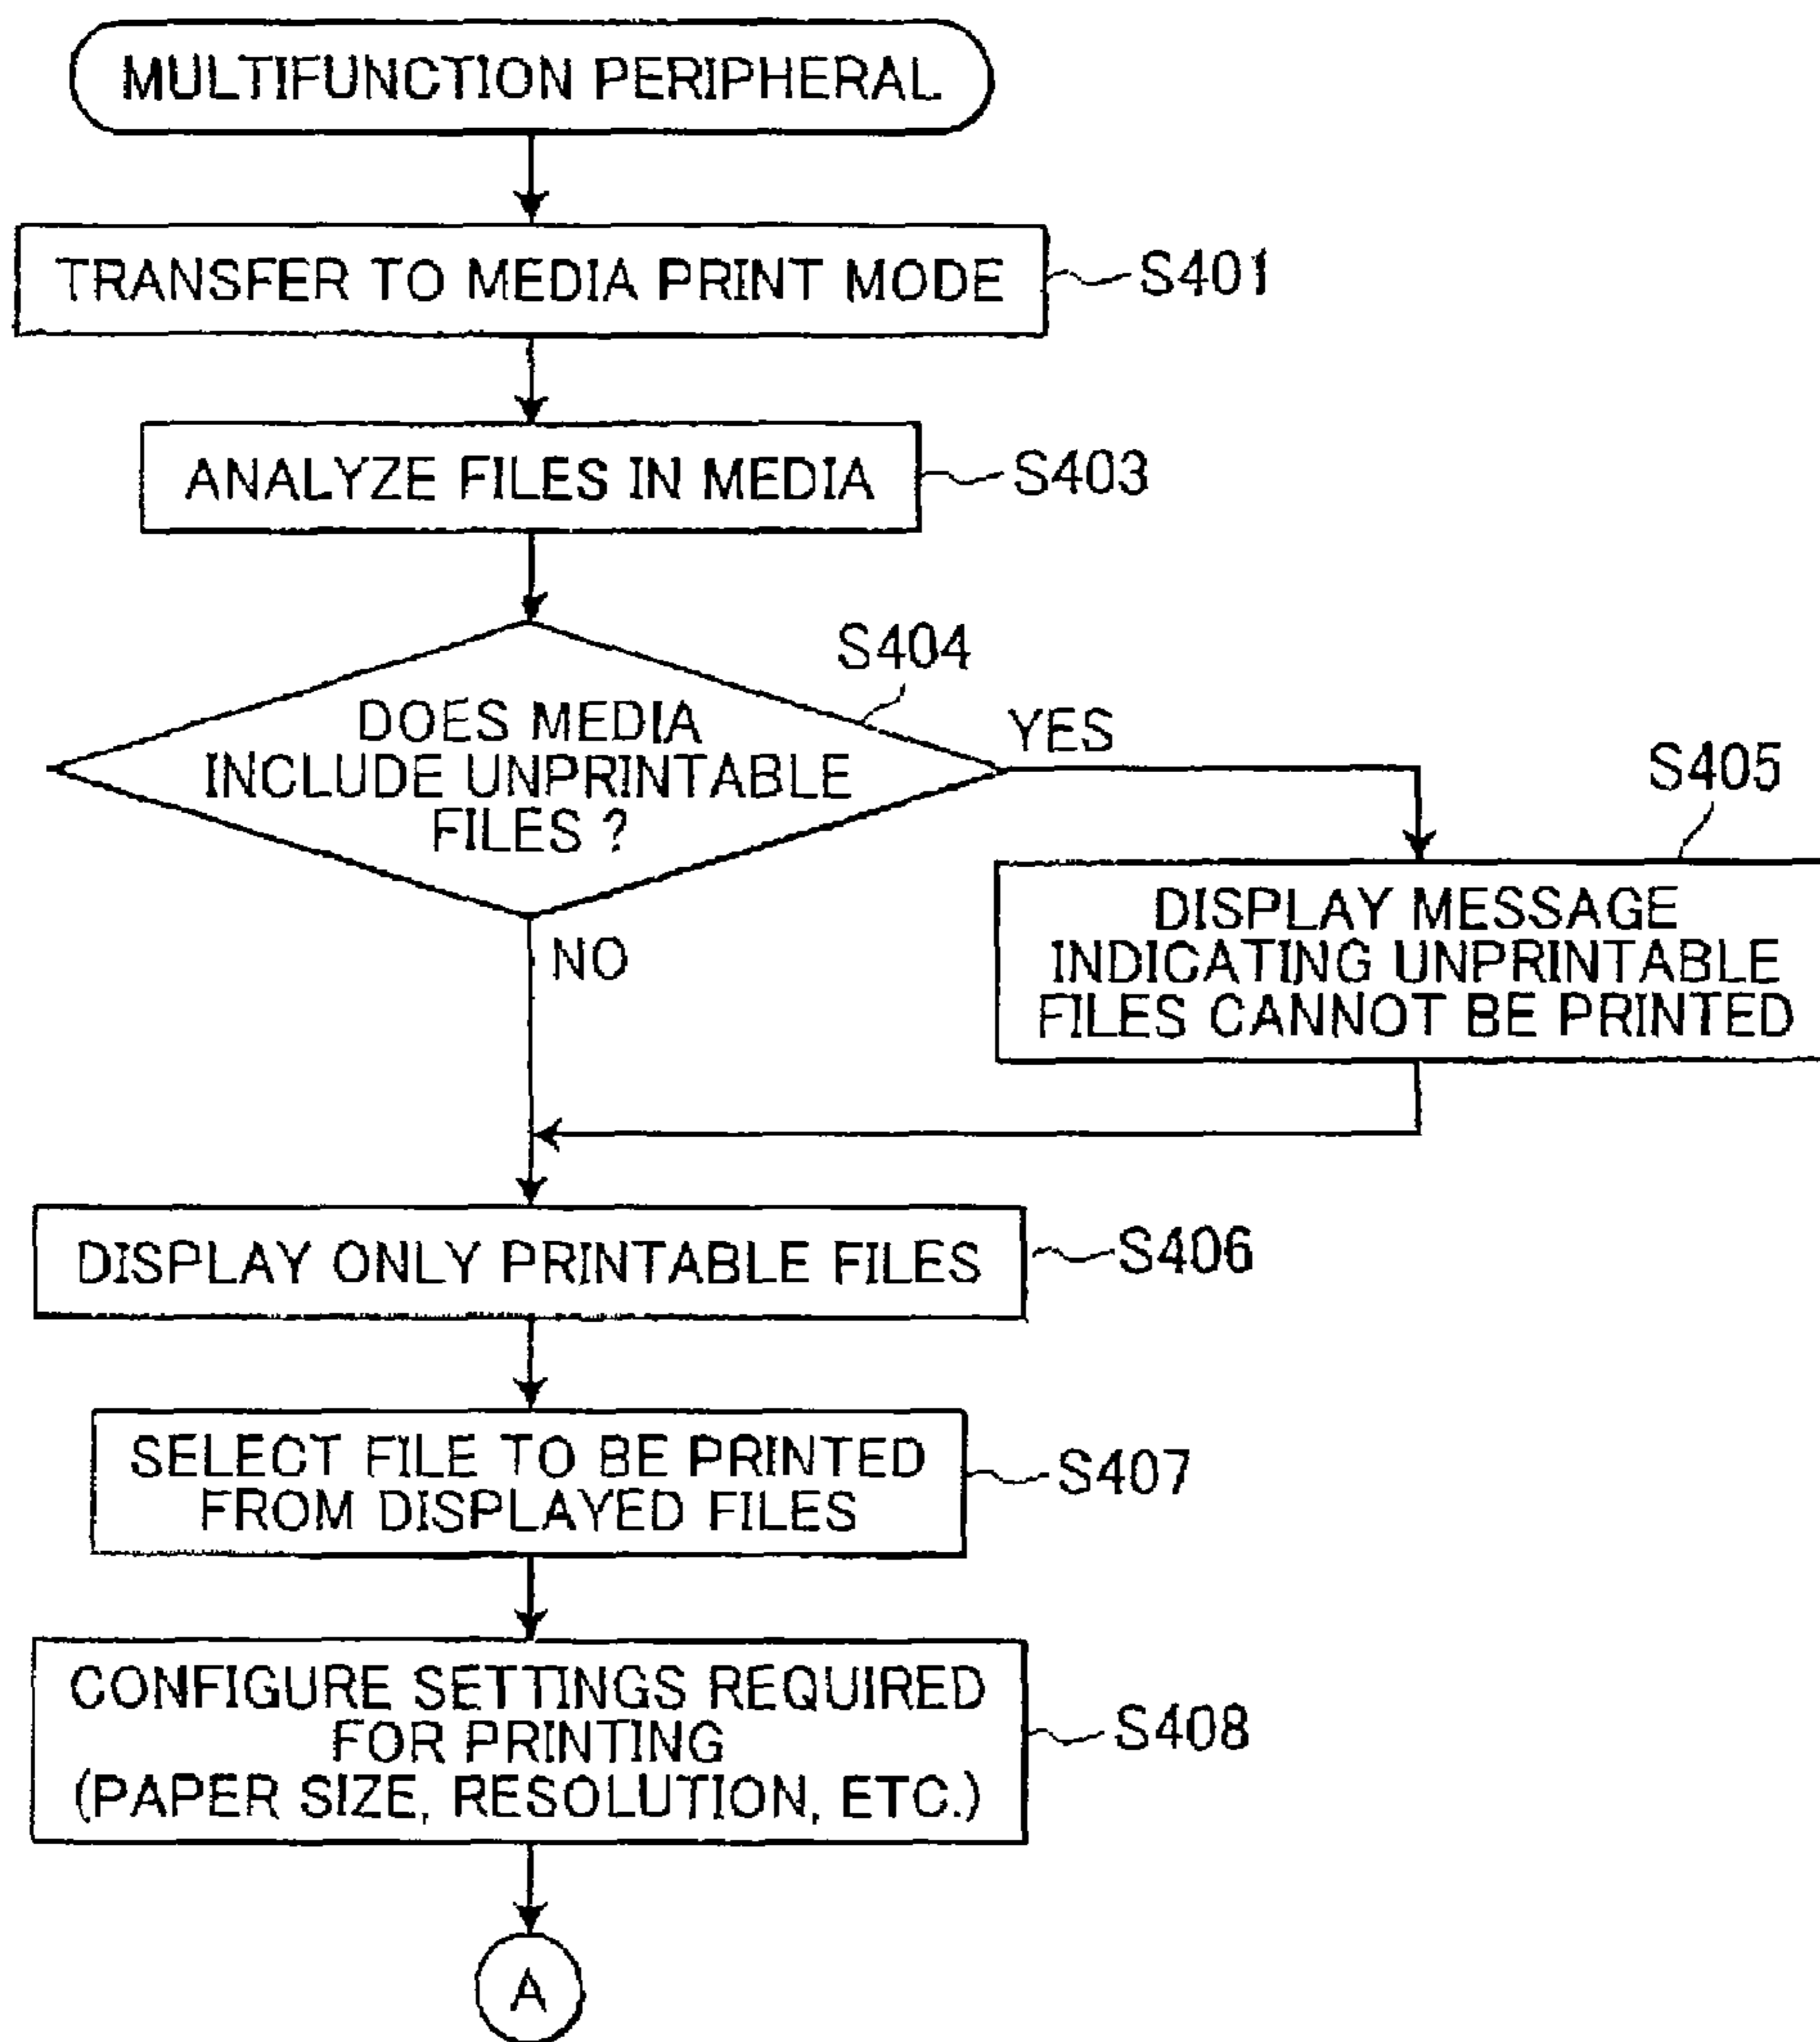 MULTIFUNCTION PERIPHERAL
TRANSFER TO MEDIA PRINT MODE
S401
ANALYZE FILES IN MEDIA
S403
S404
DOES MEDIA
INCLUDE UNPRINTABLE
FILES ?
YES
NO
S405
DISPLAY MESSAGE
INDICATING UNPRINTABLE
FILES CANNOT BE PRINTED
DISPLAY ONLY PRINTABLE FILES
S406
SELECT FILE TO BE PRINTED
FROM DISPLAYED FILES
S407
CONFIGURE SETTINGS REQUIRED
FOR PRINTING
(PAPER SIZE, RESOLUTION, ETC.)
S408
A